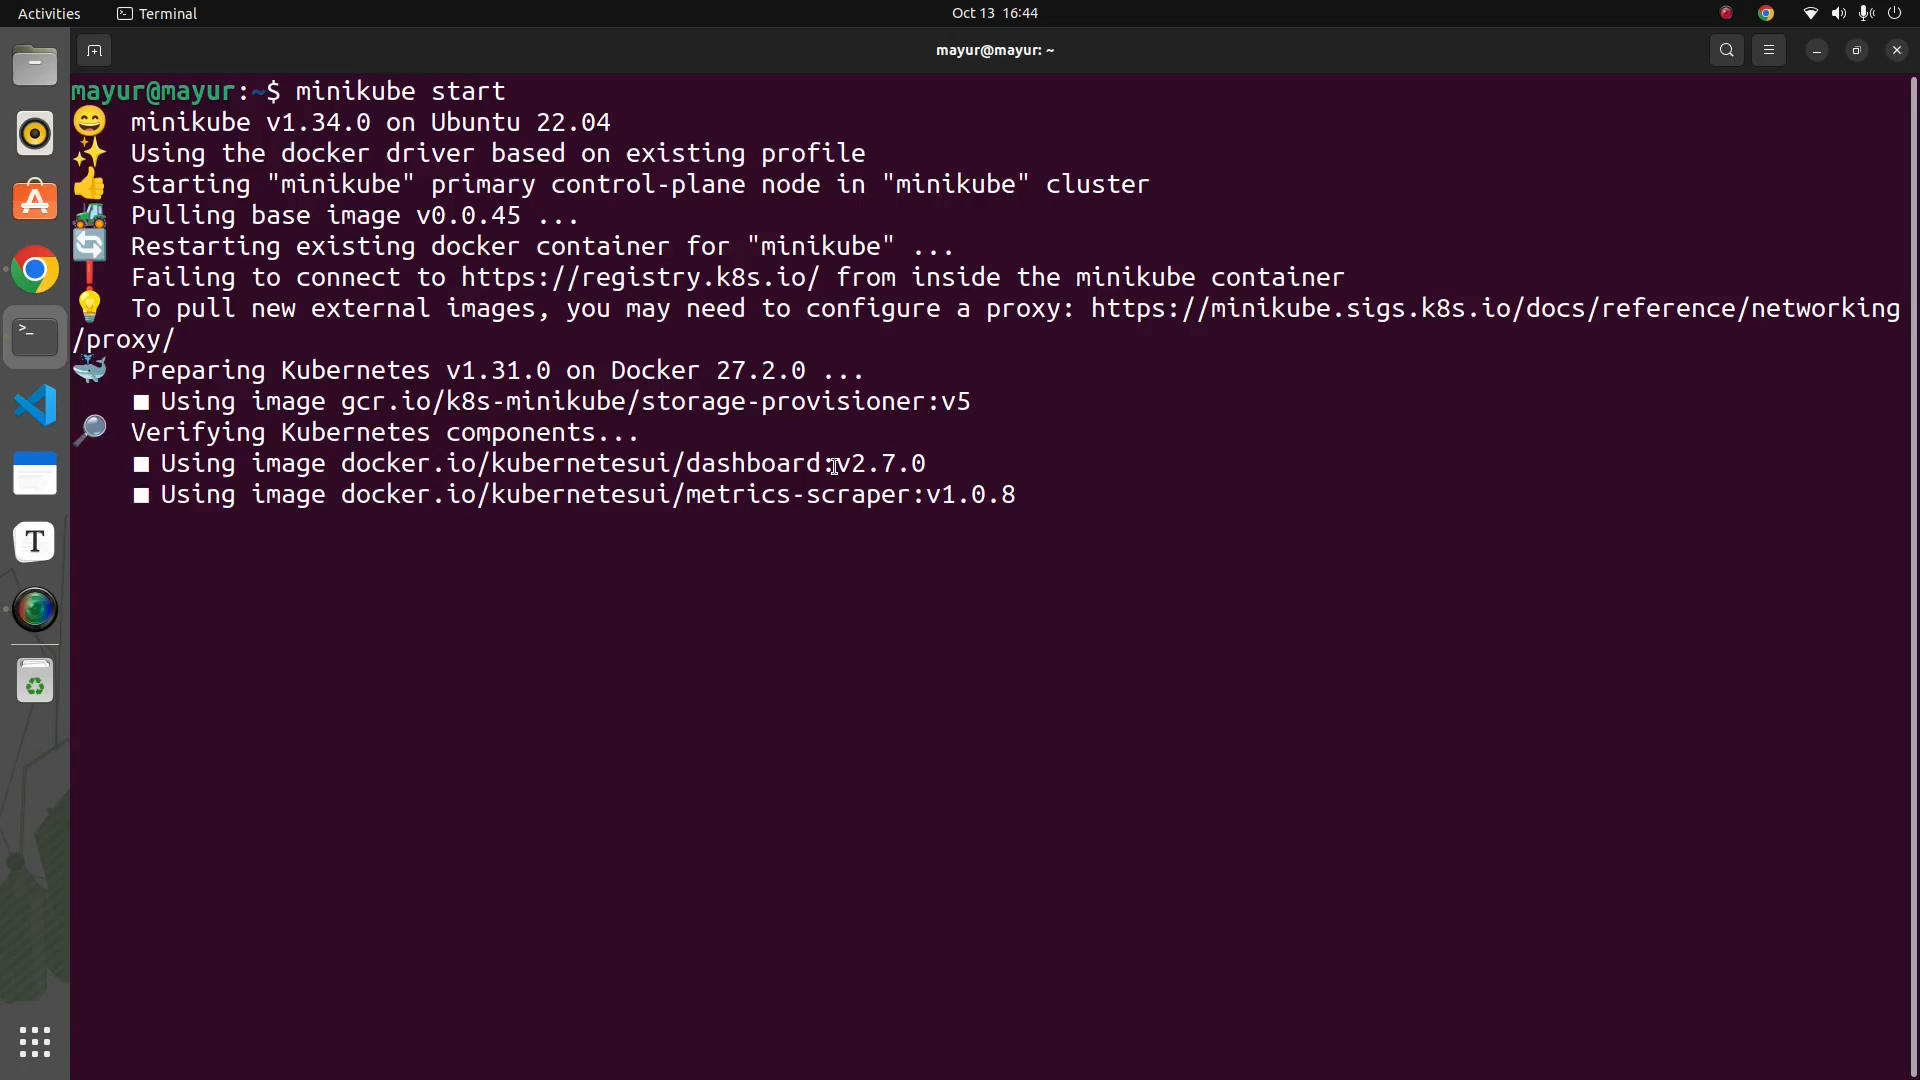 Activities Terminal Oct 13 16:44
mayur@mayur: ~
mayur@mayur:~$ minikube start
😄 minikube v1.34.0 on Ubuntu 22.04
✨ Using the docker driver based on existing profile
👍 Starting "minikube" primary control-plane node in "minikube" cluster
🚜 Pulling base image v0.0.45 ...
🔄 Restarting existing docker container for "minikube" ...
❗ Failing to connect to https://registry.k8s.io/ from inside the minikube container
💡 To pull new external images, you may need to configure a proxy: https://minikube.sigs.k8s.io/docs/reference/networking
/proxy/
🐳 Preparing Kubernetes v1.31.0 on Docker 27.2.0 ...
■ Using image gcr.io/k8s-minikube/storage-provisioner:v5
🔎 Verifying Kubernetes components...
■ Using image docker.io/kubernetesui/dashboard:v2.7.0
■ Using image docker.io/kubernetesui/metrics-scraper:v1.0.8